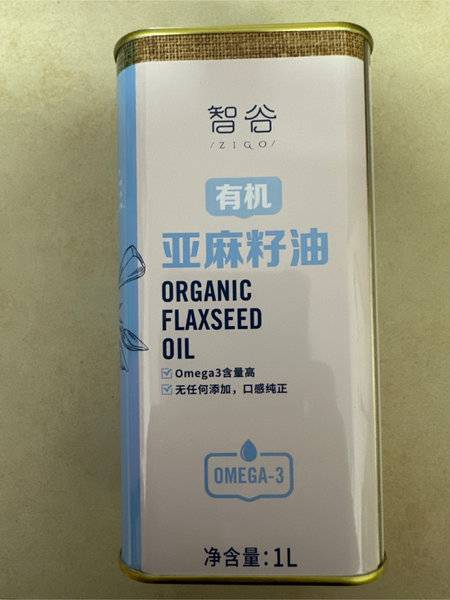 智谷
/ZIGO/
有机
亚麻籽油
ORGANIC
FLAXSEED
OIL
Omega3含量高
无任何添加，口感纯正
OMEGA-3
净含量：1L